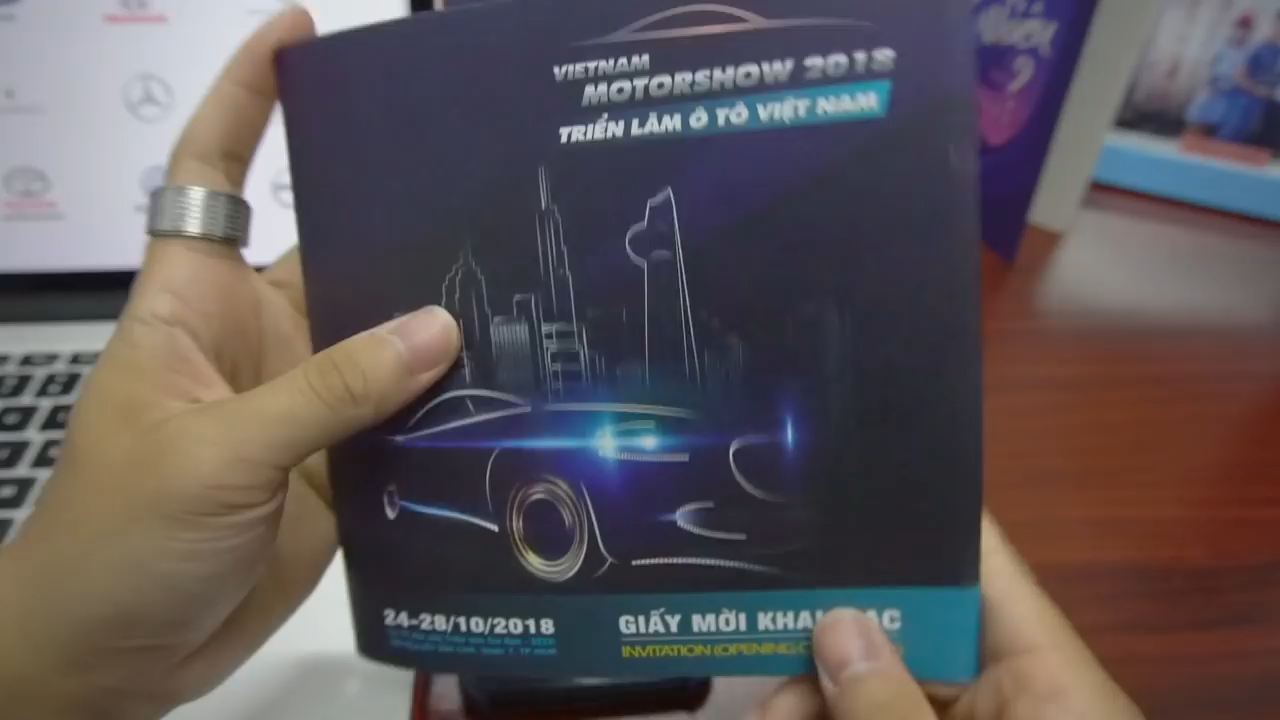 VIETNAM
MOTORSHOW 2018
TRIỂN LÃM Ô TÔ VIỆT NAM
24-28/10/2018
GIẤY MỜI KHAI
INVITATION (OPENING